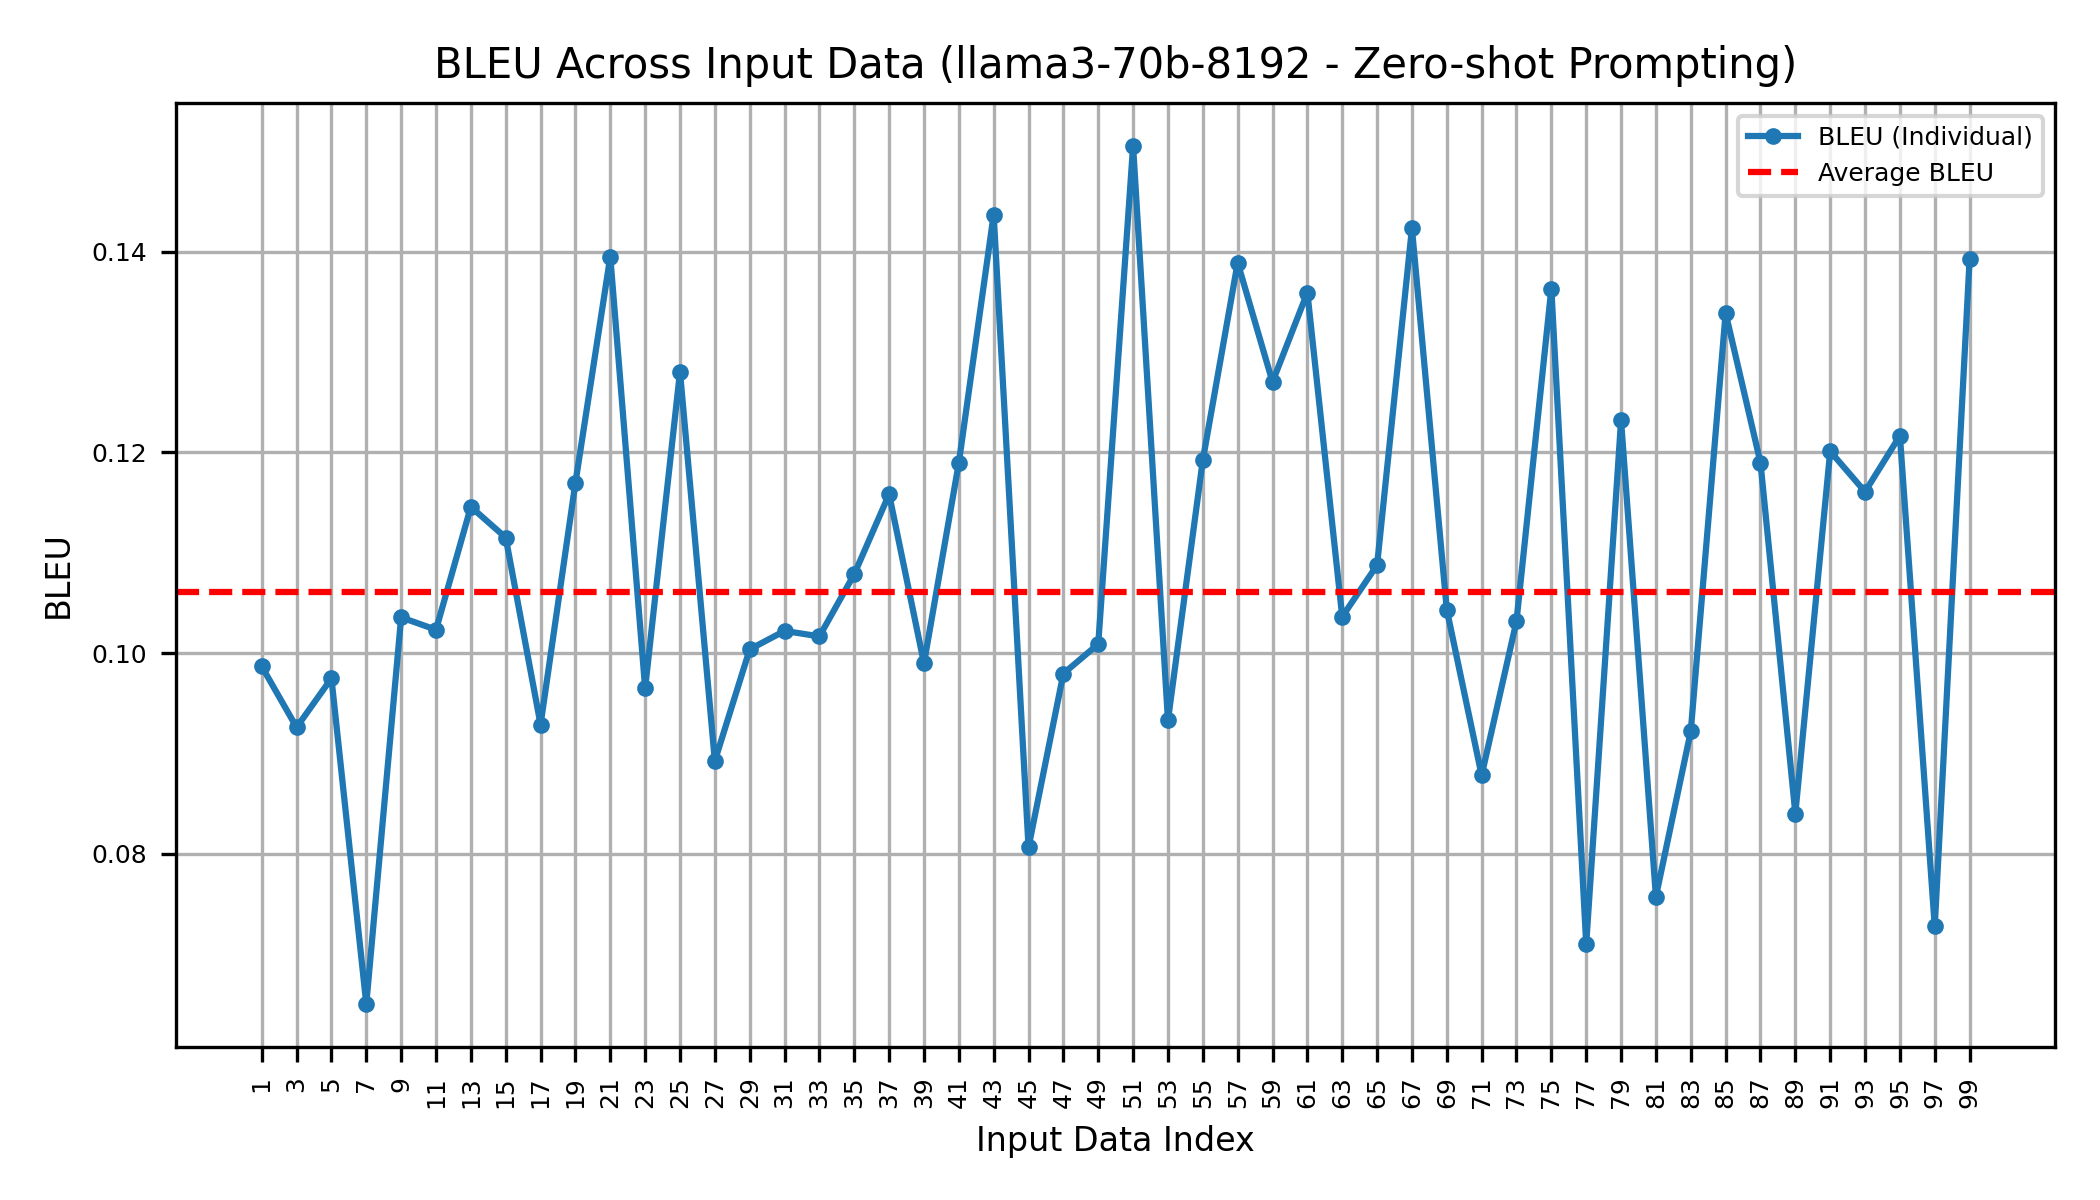 BLEU Across Input Data (llama3-70b-8192 - Zero-shot Prompting)
BLEU (Individual)
Average BLEU
0.14
0.12
0.10
0.08
BLEU
1 3 5 7 9 11 13 15 17 19 21 23 25 27 29 31 33 35 37 39 41 43 45 47 49 51 53 55 57 59 61 63 65 67 69 71 73 75 77 79 81 83 85 87 89 91 93 95 97 99
Input Data Index